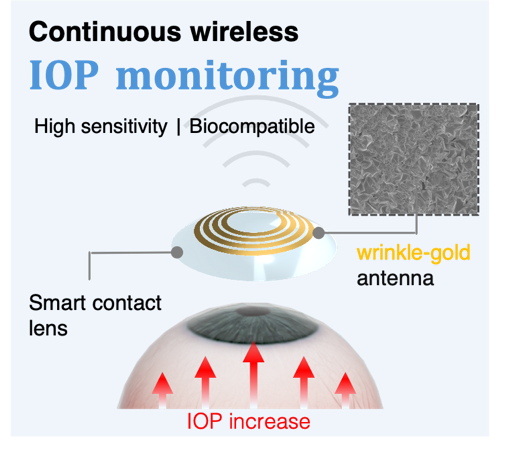 Continuous wireless
IOP monitoring
High sensitivity | Biocompatible
wrinkle-gold
antenna
Smart contact
lens
IOP increase